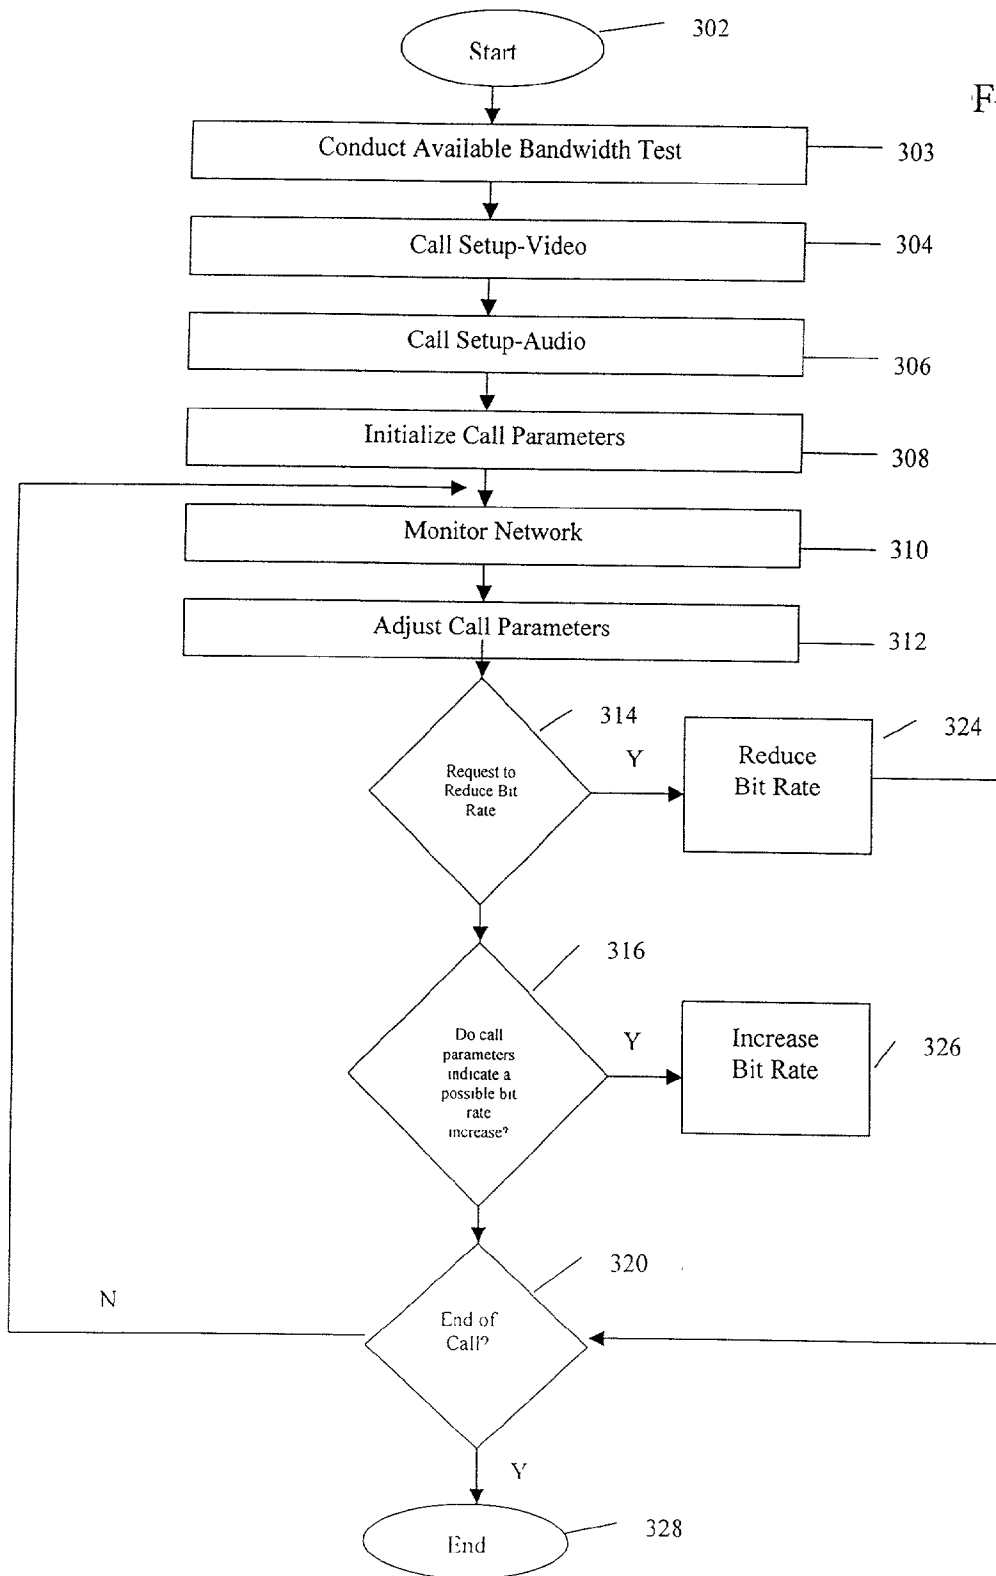 302
Start
F
Conduct Available Bandwidth Test
303
Call Setup-Video
304
Call Setup-Audio
306
Initialize Call Parameters
308
Monitor Network
310
Adjust Call Parameters
312
314
Request to
Reduce Bit
Rate
Y
Reduce
Bit Rate
324
316
Do call
parameters
indicate a
possible bit
rate
increase?
Y
Increase
Bit Rate
326
320
End of
Call?
N
Y
End
328